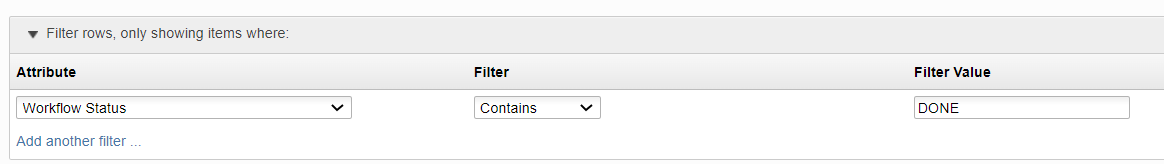 Filter rows, only showing items where:
Attribute Filter Filter Value
Workflow Status Contains DONE
Add another filter ...